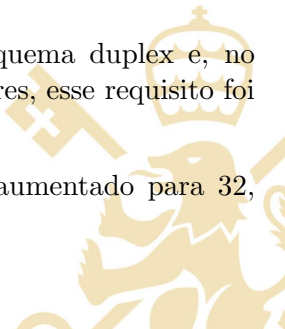 quema duplex e, no
res, esse requisito foi
aumentado para 32,